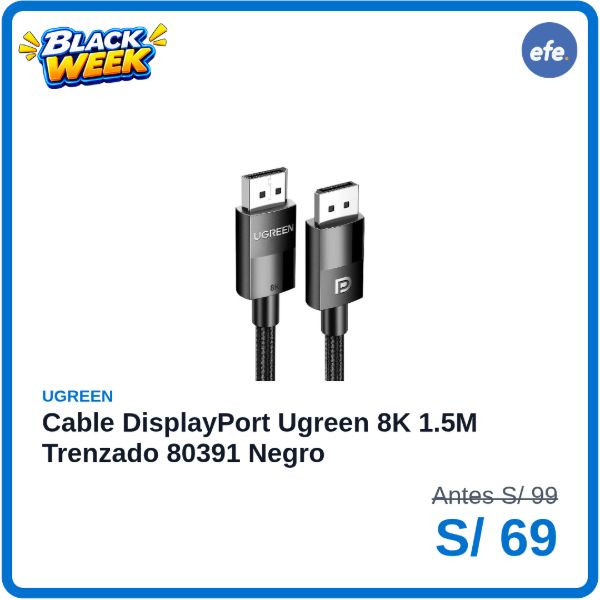 BLACK
WEEK
efe.
UGREEN
8K
UGREEN
Cable DisplayPort Ugreen 8K 1.5M
Trenzado 80391 Negro
Antes S/ 99
S/ 69